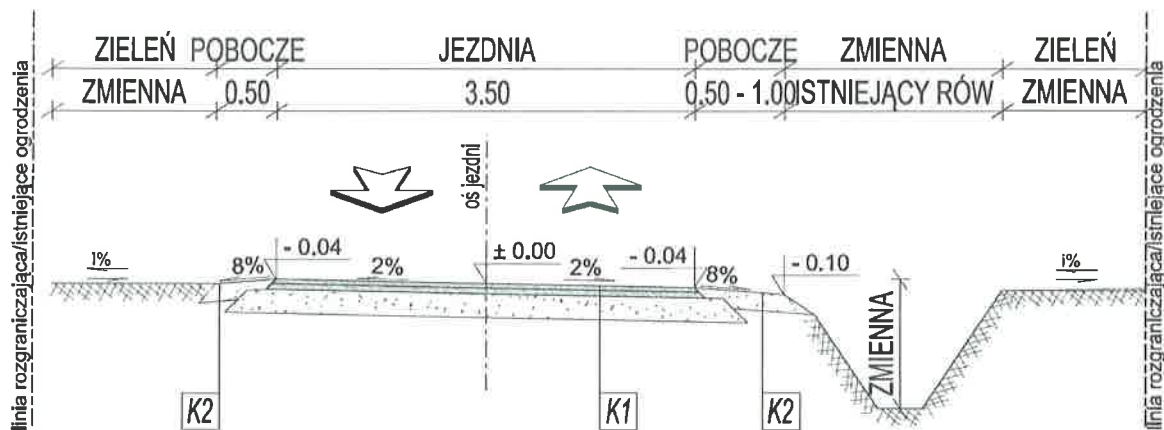 ZIELEŃ POBOCZE JEZDNIA POBOCZE ZMIENNA ZIELEŃ
ZMIENNA 0.50 3.50 0.50 - 1.00 ISTNIEJĄCY RÓW ZMIENNA
linia rozgraniczająca/istniejące ogrodzenia
oś jezdni
linia rozgraniczająca/istniejące ogrodzenia
i% 8% - 0.04 2% ± 0.00 2% - 0.04 8% - 0.10 i%
ZMIENNA
K2 K1 K2